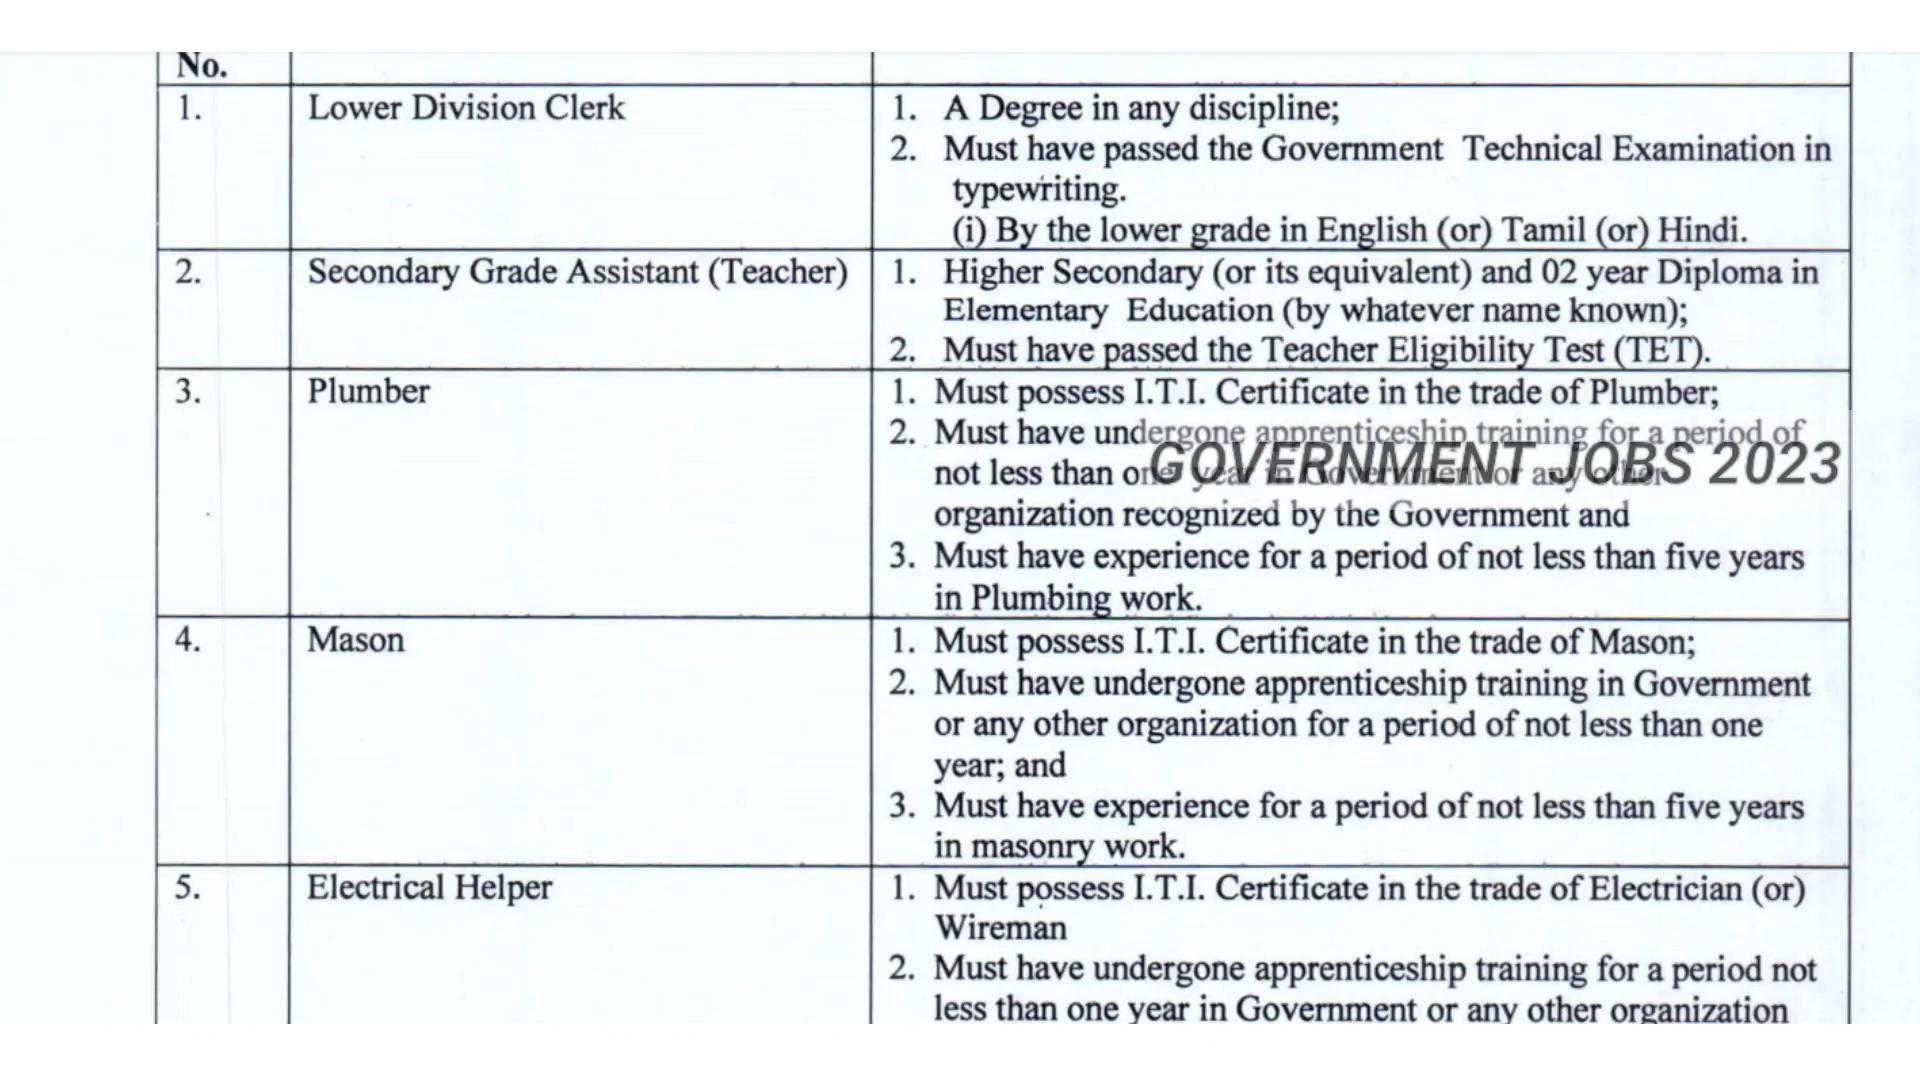 No.
1. Lower Division Clerk 1. A Degree in any discipline;
2. Must have passed the Government Technical Examination in
typewriting.
(i) By the lower grade in English (or) Tamil (or) Hindi.
2. Secondary Grade Assistant (Teacher) 1. Higher Secondary (or its equivalent) and 02 year Diploma in
Elementary Education (by whatever name known);
2. Must have passed the Teacher Eligibility Test (TET).
3. Plumber 1. Must possess I.T.I. Certificate in the trade of Plumber;
2. Must have undergone apprenticeship training for a period of
not less than one year in Government or any other
GOVERNMENT JOBS 2023
organization recognized by the Government and
3. Must have experience for a period of not less than five years
in Plumbing work.
4. Mason 1. Must possess I.T.I. Certificate in the trade of Mason;
2. Must have undergone apprenticeship training in Government
or any other organization for a period of not less than one
year; and
3. Must have experience for a period of not less than five years
in masonry work.
5. Electrical Helper 1. Must possess I.T.I. Certificate in the trade of Electrician (or)
Wireman
2. Must have undergone apprenticeship training for a period not
less than one year in Government or any other organization